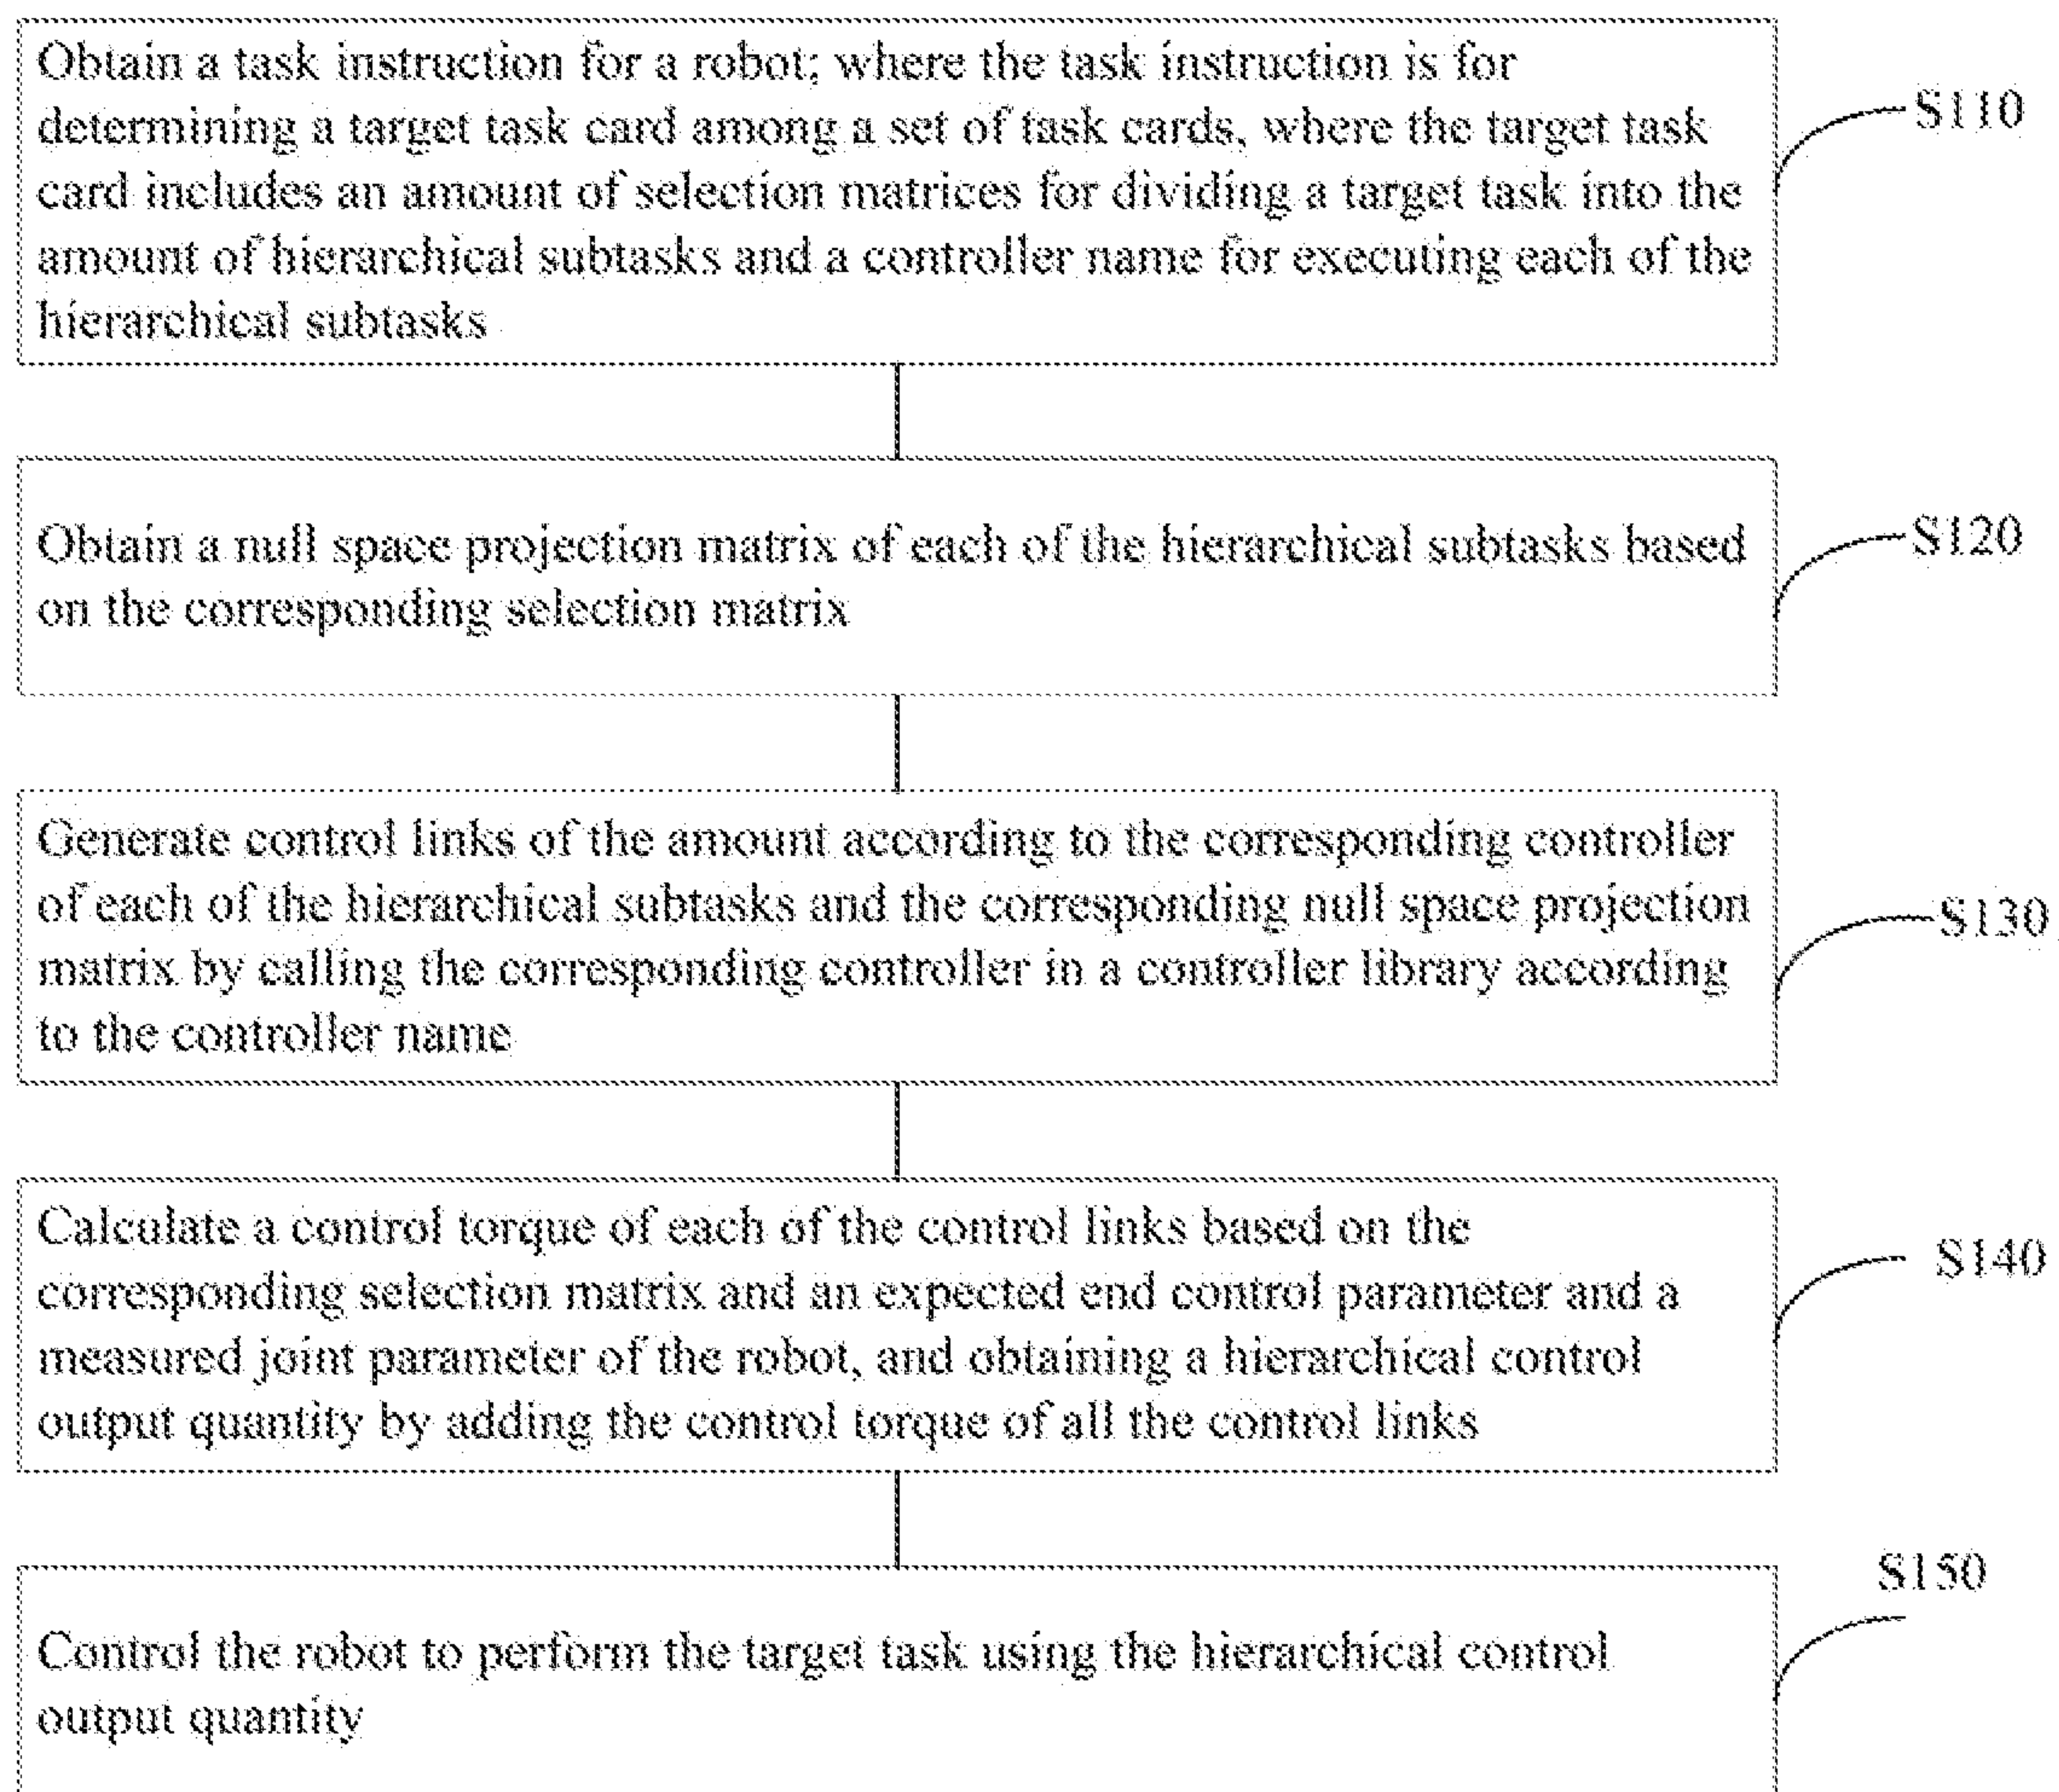 Obtain a task instruction for a robot; where the task instruction is for
determining a target task card among a set of task cards, where the target task
card includes an amount of selection matrices for dividing a target task into the
amount of hierarchical subtasks and a controller name for executing each of the
hierarchical subtasks
S110
Obtain a null space projection matrix of each of the hierarchical subtasks based
on the corresponding selection matrix
S120
Generate control links of the amount according to the corresponding controller
of each of the hierarchical subtasks and the corresponding null space projection
matrix by calling the corresponding controller in a controller library according
to the controller name
S130
Calculate a control torque of each of the control links based on the
corresponding selection matrix and an expected end control parameter and a
measured joint parameter of the robot, and obtaining a hierarchical control
output quantity by adding the control torque of all the control links
S140
Control the robot to perform the target task using the hierarchical control
output quantity
S150